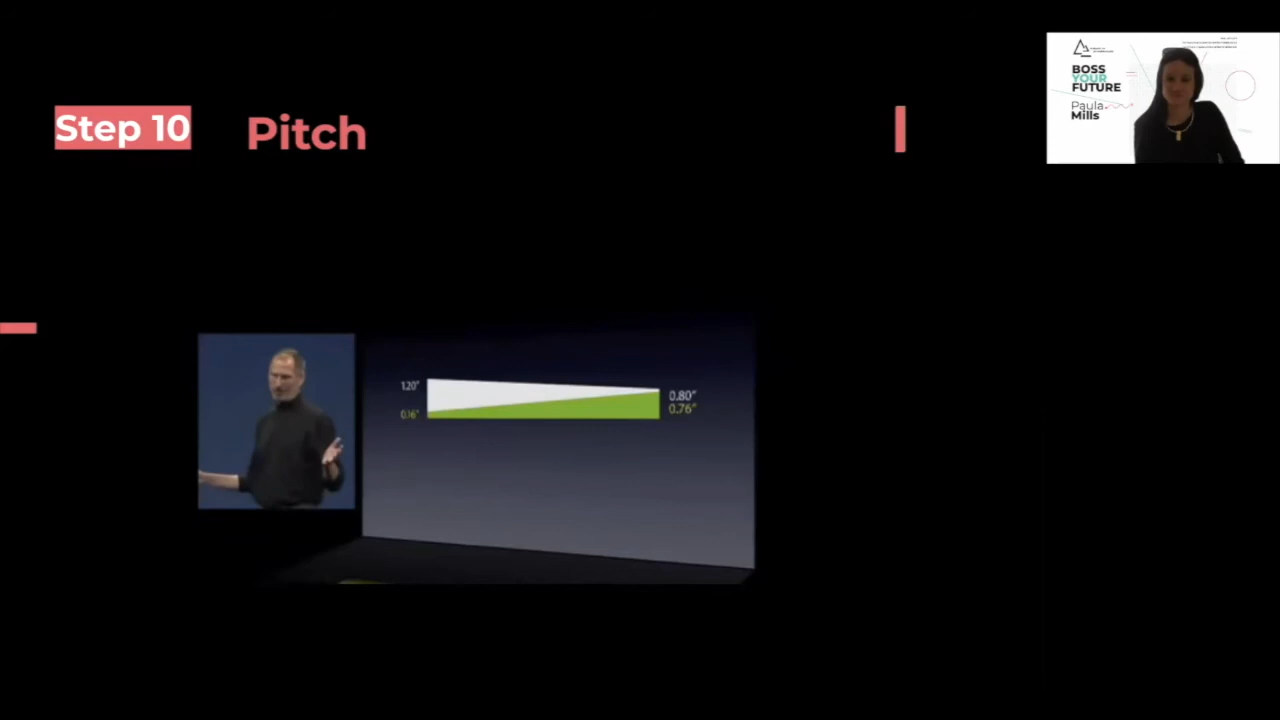 Step 10
Pitch
BOSS
YOUR
FUTURE
Paula
Mills
1.20"
0.16"
0.80"
0.76"